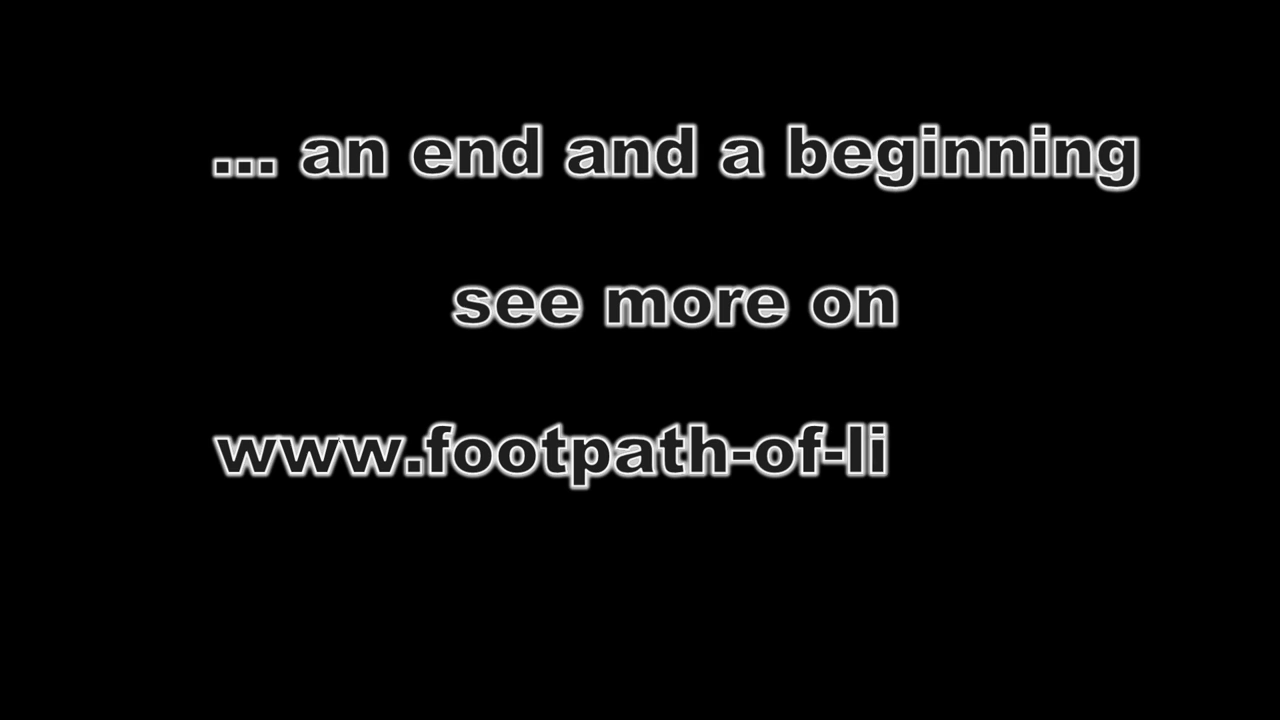 ... an end and a beginning
see more on
www.footpath-of-li